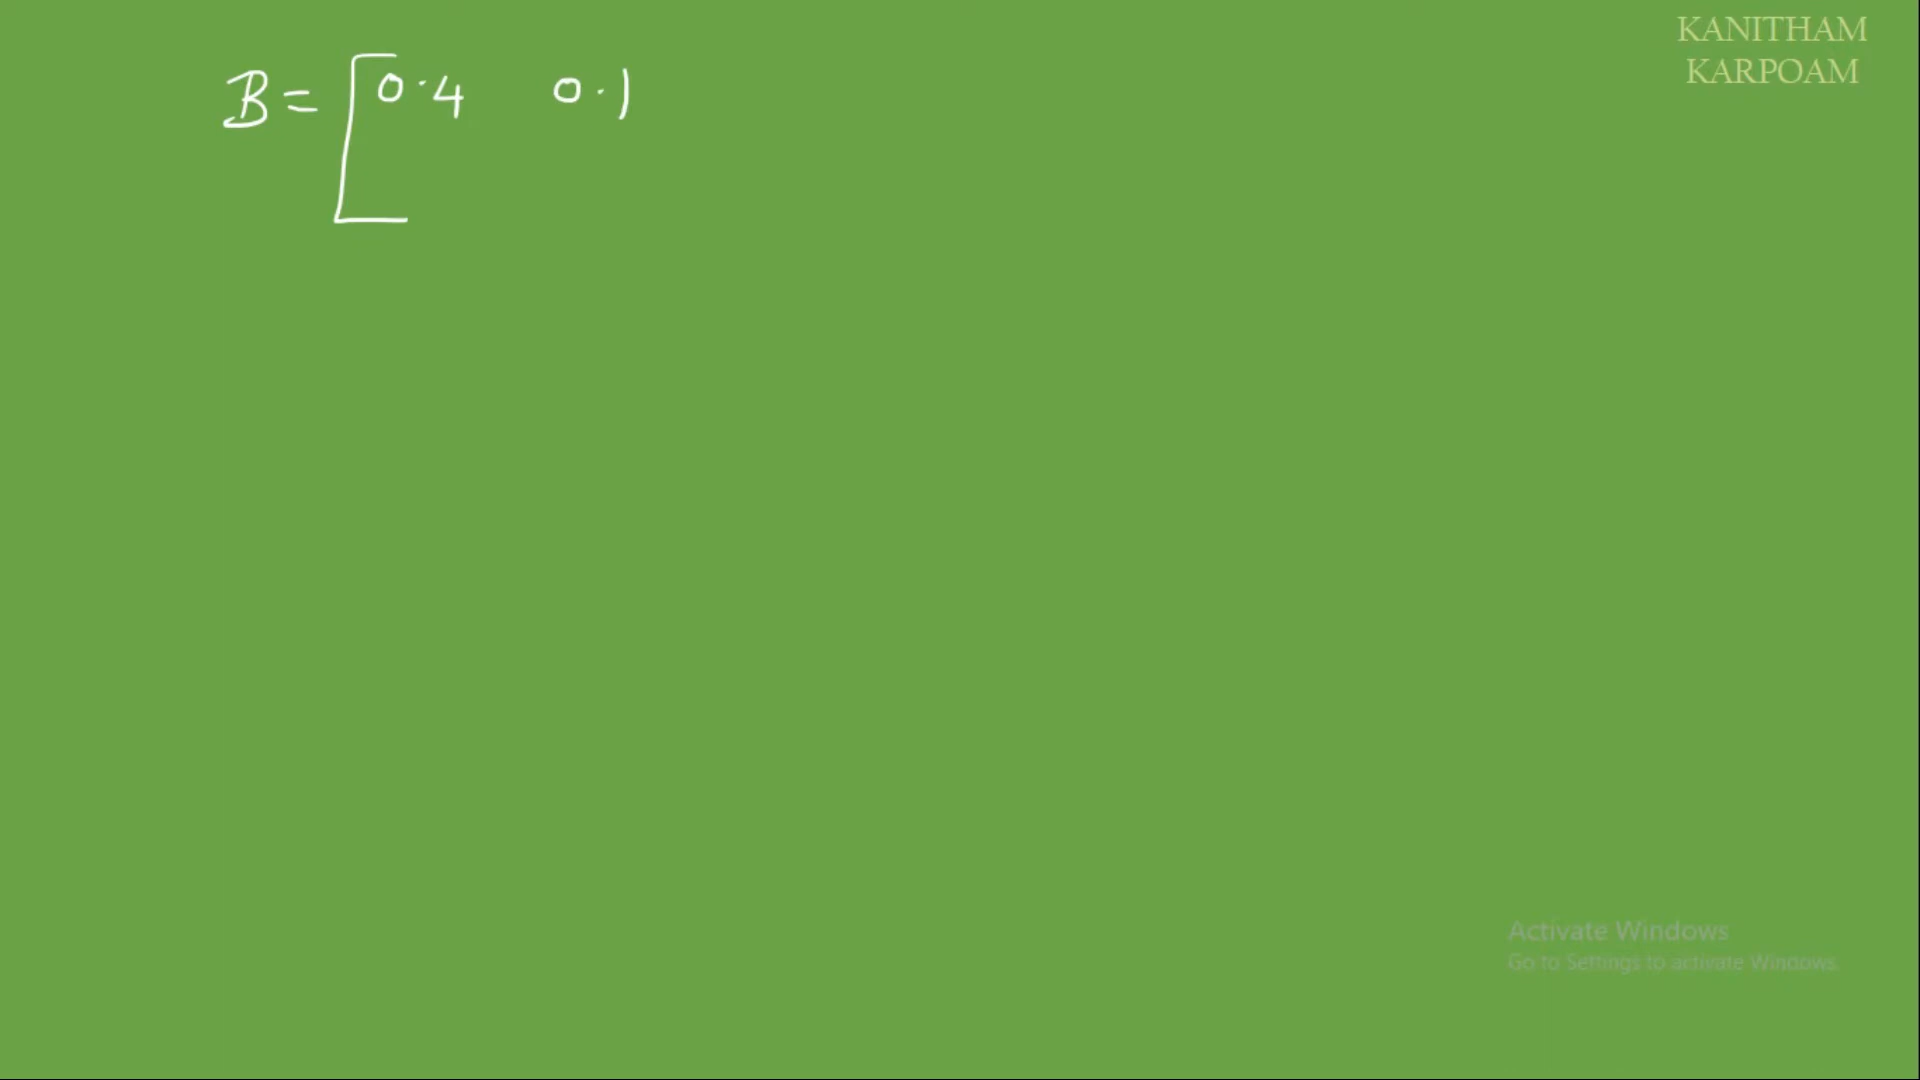 KANITHAM
KARPOAM
B = [ 0.4 0.1
Activate Windows
Go to Settings to activate Windows.